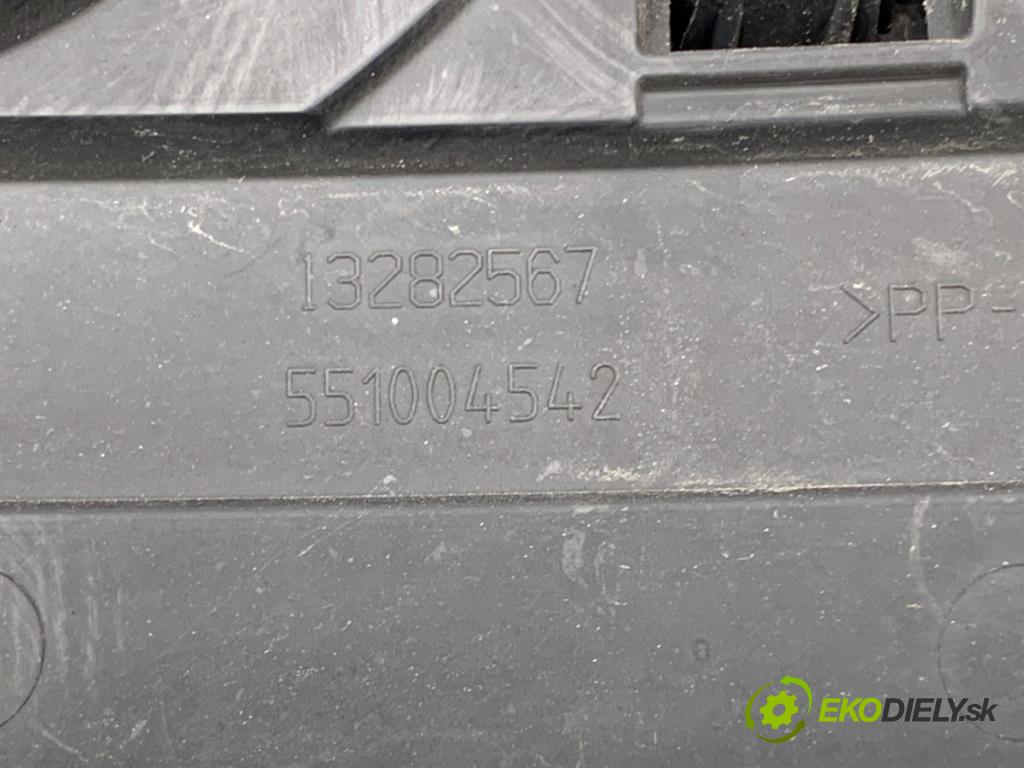 13282567
>PP-
551004542
EKODIELY.sk